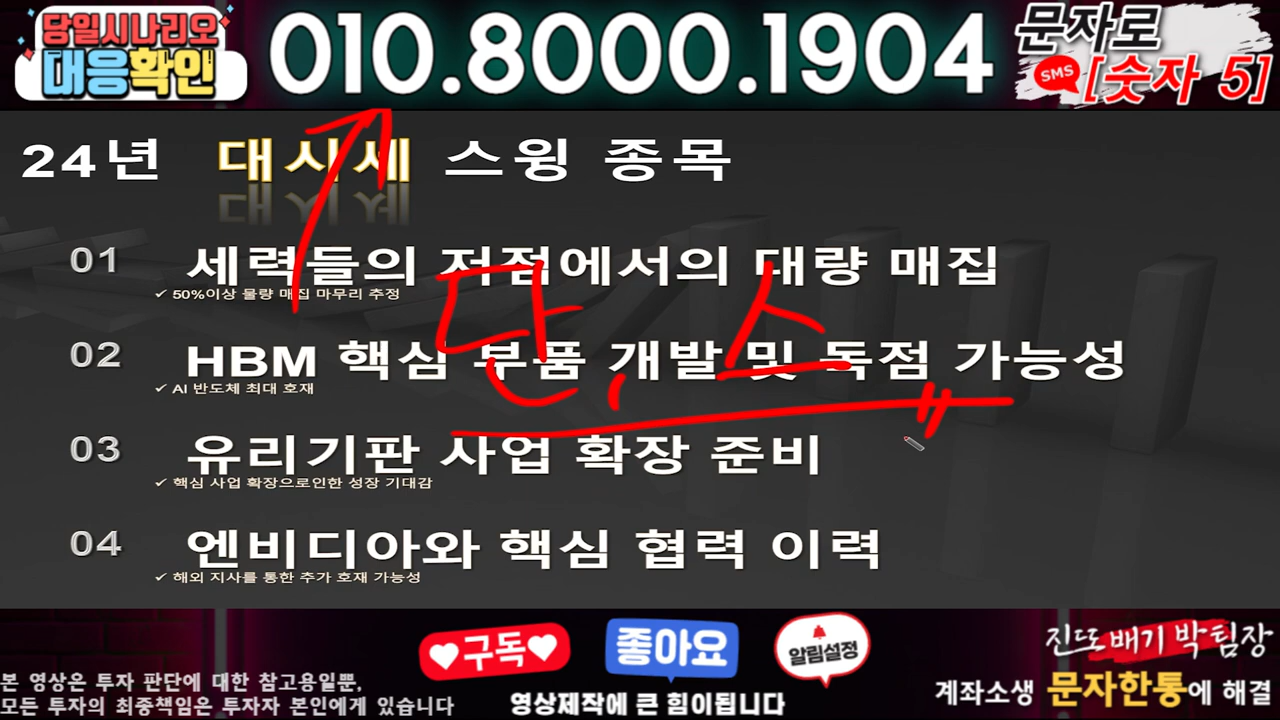 당일시나리오
대응확인
010.8000.1904
문자로
SMS
[숫자 5]
24년 대시세 스윙 종목
01 세력들의 저점에서의 대량 매집
✓ 50%이상 물량 매집 마무리 추정
단, 스
02 HBM 핵심 부품 개발 및 독점 가능성
✓ AI 반도체 최대 호재
03 유리기판 사업 확장 준비
✓ 핵심 사업 확장으로인한 성장 기대감
04 엔비디아와 핵심 협력 이력
✓ 해외 지사를 통한 추가 호재 가능성
구독
좋아요
알림설정
진또배기 박팀장
본 영상은 투자 판단에 대한 참고용일뿐,
모든 투자의 최종책임은 투자자 본인에게 있습니다
영상제작에 큰 힘이됩니다
계좌소생 문자한통에 해결